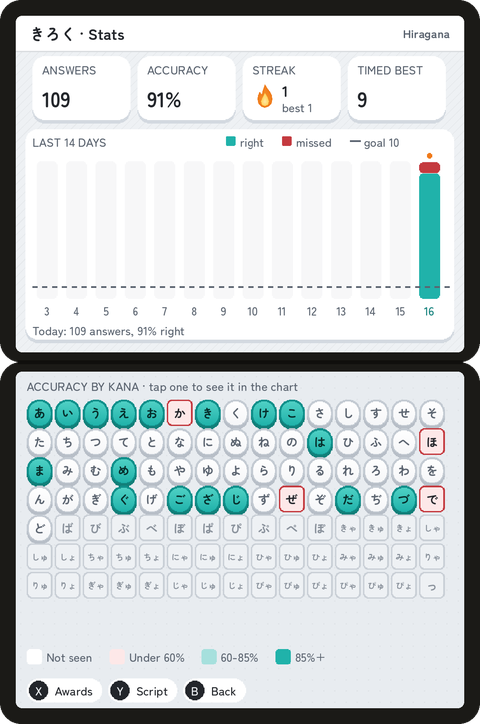 きろく · Stats
Hiragana
ANSWERS
109
ACCURACY
91%
STREAK
1
best 1
TIMED BEST
9
LAST 14 DAYS
right
missed
goal 10
3 4 5 6 7 8 9 10 11 12 13 14 15 16
Today: 109 answers, 91% right
ACCURACY BY KANA · tap one to see it in the chart
あ い う え お か き く け こ さ し す せ そ
た ち つ て と な に ぬ ね の は ひ ふ へ ほ
ま み む め も や ゆ よ ら り る れ ろ わ を
ん が ぎ ぐ げ ご ざ じ ず ぜ ぞ だ ぢ づ で
ど ば び ぶ べ ぼ ぱ ぴ ぷ ぺ ぽ きゃ きゅ きょ しゃ
しゅ しょ ちゃ ちゅ ちょ にゃ にゅ にょ ひゃ ひゅ ひょ みゃ みゅ みょ りゃ
りゅ りょ ぎゃ ぎゅ ぎょ じゃ じゅ じょ びゃ びゅ びょ ぴゃ ぴゅ ぴょ っ
Not seen
Under 60%
60-85%
85%+
X Awards
Y Script
B Back